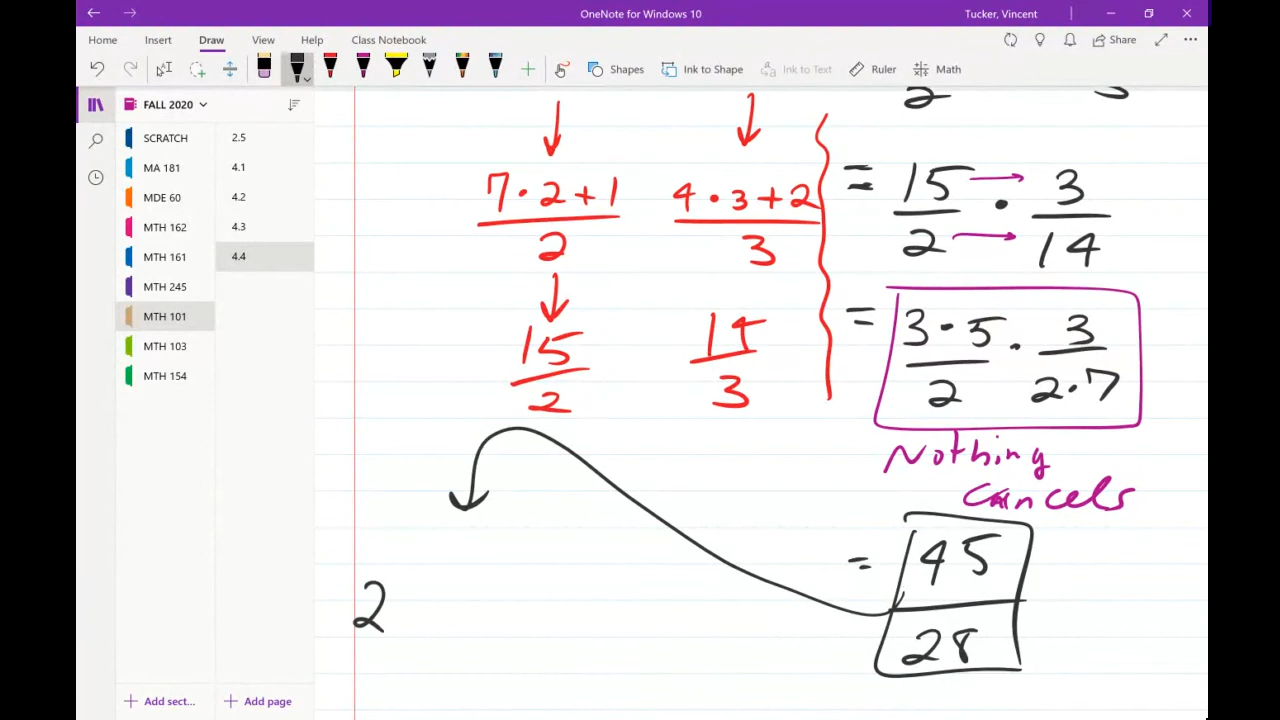 OneNote for Windows 10
Tucker, Vincent
Home Insert Draw View Help Class Notebook
Share
Shapes Ink to Shape Ink to Text Ruler Math
FALL 2020
SCRATCH
MA 181
MDE 60
MTH 162
MTH 161
MTH 245
MTH 101
MTH 103
MTH 154
2.5
4.1
4.2
4.3
4.4
Add sect...
Add page
7·2+1 4·3+2
2 3
15 14
2 3
2
= 15 · 3
2 14
= 3·5 · 3
2 2·7
Nothing
Cancels
= 45
28
2